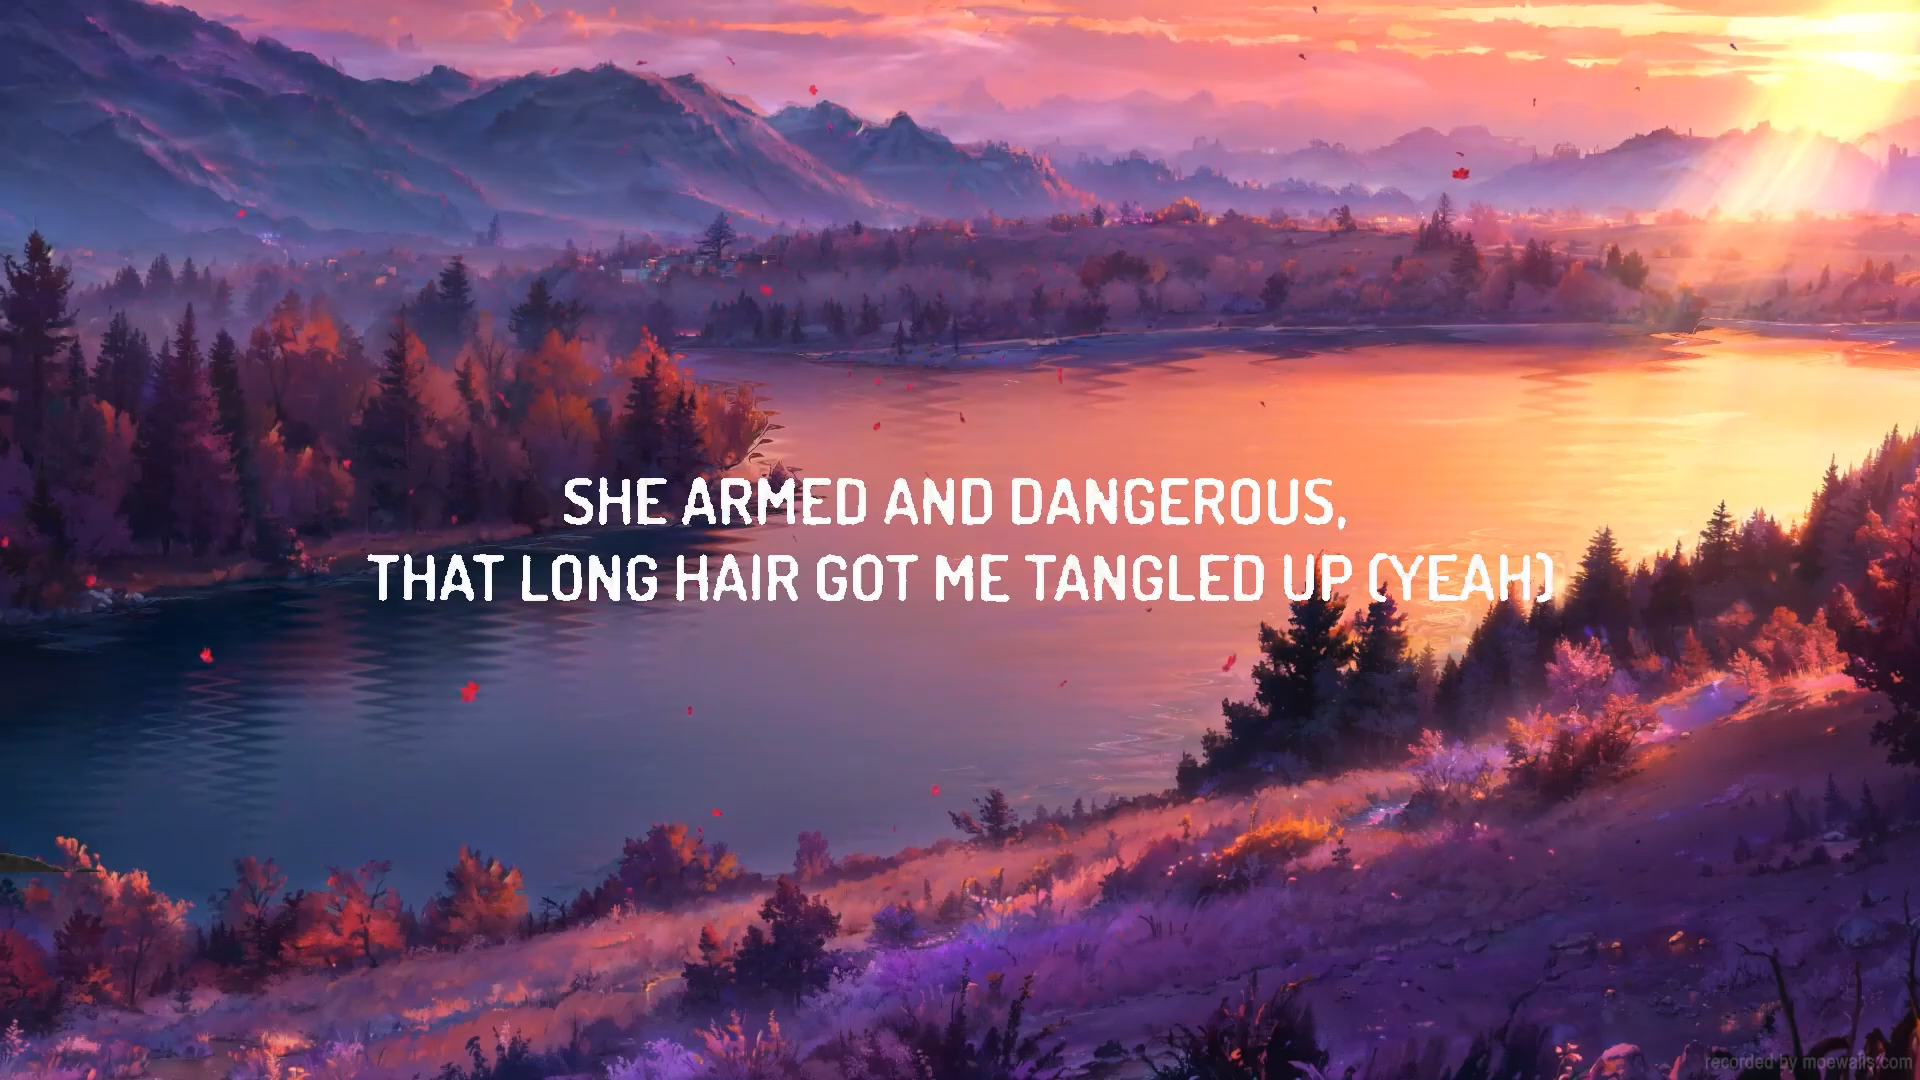 SHE ARMED AND DANGEROUS,
THAT LONG HAIR GOT ME TANGLED UP (YEAH)
recorded by moewalls.com